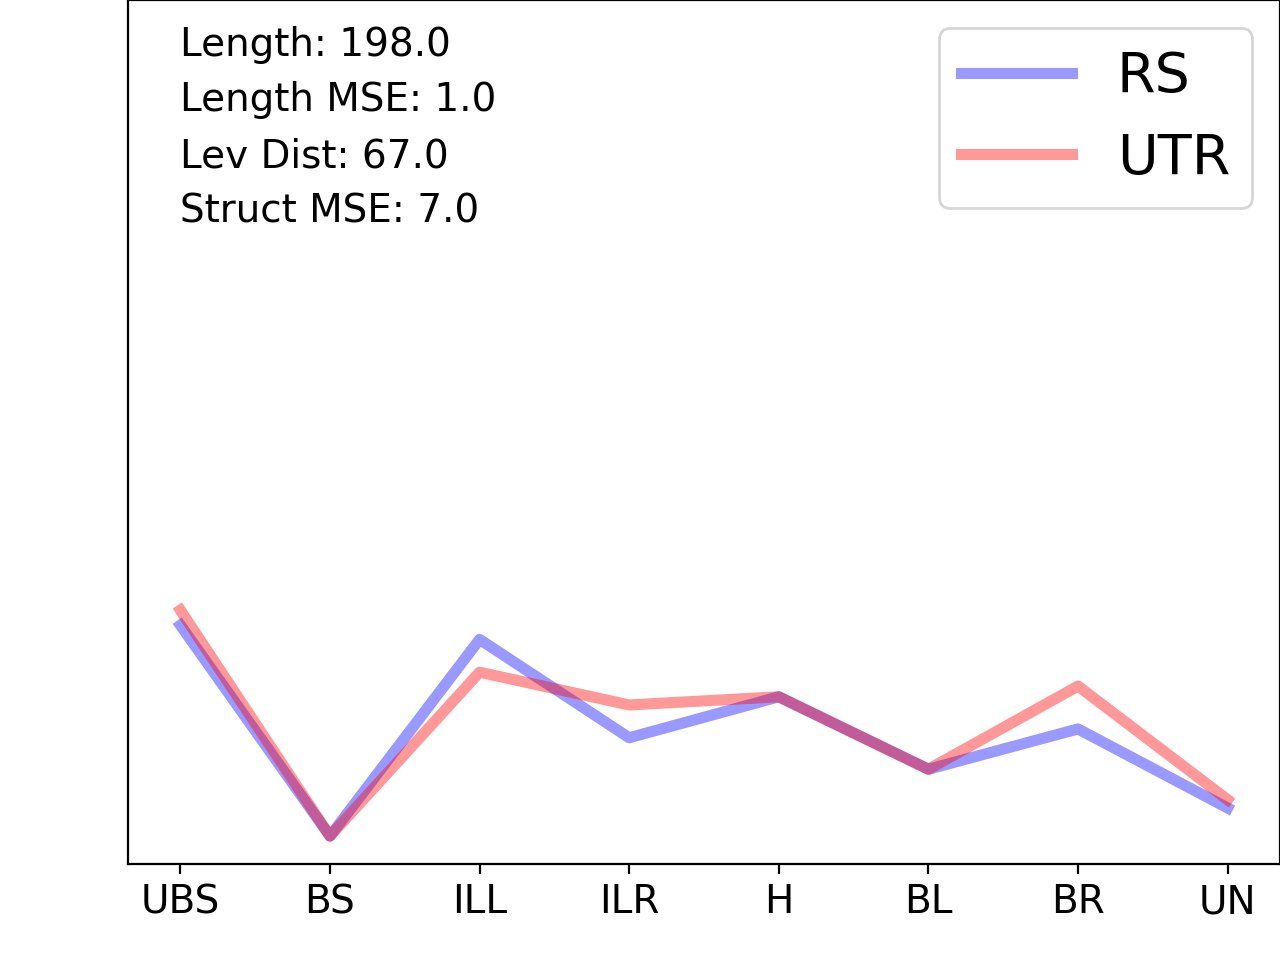 Length: 198.0
Length MSE: 1.0
Lev Dist: 67.0
Struct MSE: 7.0
RS
UTR
UBS BS ILL ILR H BL BR UN